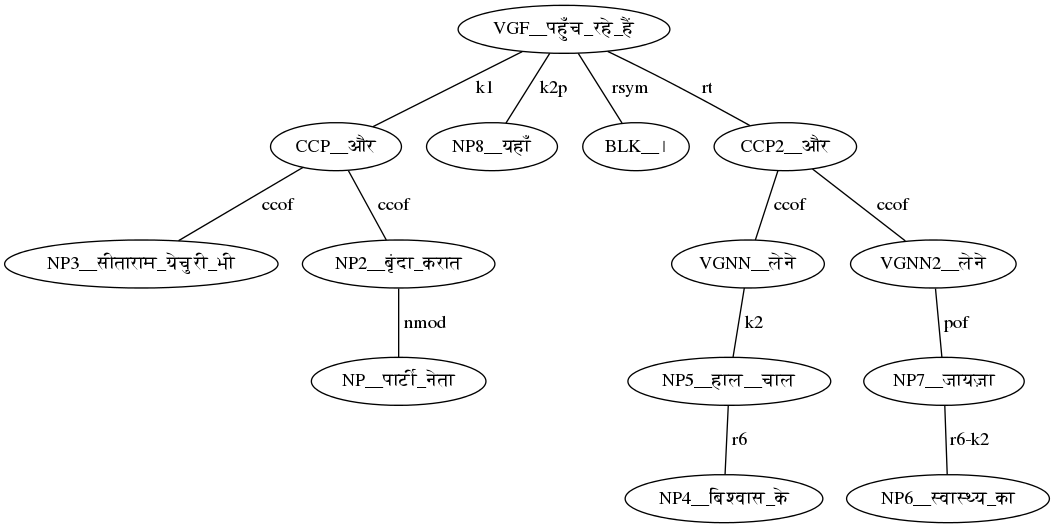 VGF__पहुँच_रहे_हैं
k1 k2p rsym rt
CCP__और NP8__यहाँ BLK__। CCP2__और
ccof ccof ccof ccof
NP3__सीताराम_येचुरी_भी NP2__बृंदा_करात VGNN__लेने VGNN2__लेने
nmod k2 pof
NP__पार्टी_नेता NP5__हाल__चाल NP7__जायज़ा
r6 r6-k2
NP4__बिश्वास_के NP6__स्वास्थ्य_का